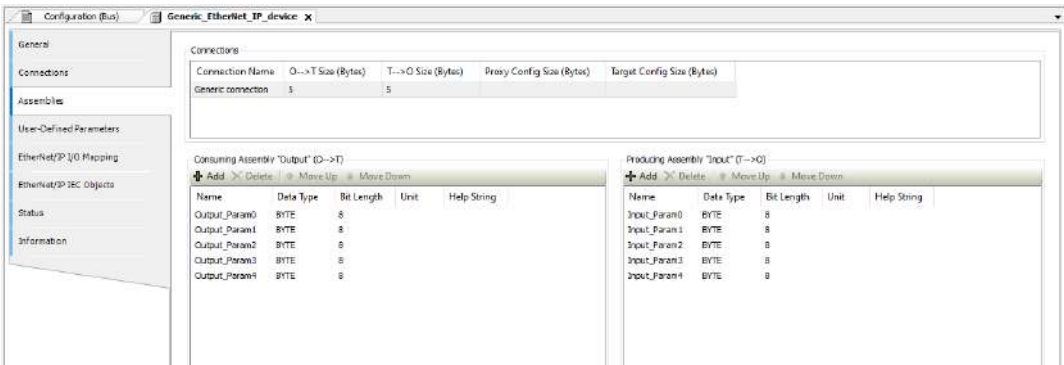 Configuration (Bus) Generic_EtherNet_IP_device X
General
Connections
Assemblies
User-Defined Parameters
EtherNet/IP I/O Mapping
EtherNet/IP IEC Objects
Status
Information
Connections
Connection Name O-->T Size (Bytes) T-->O Size (Bytes) Proxy Config Size (Bytes) Target Config Size (Bytes)
Generic connection 5 5
Consuming Assembly "Output" (O-->T)
Add Delete Move Up Move Down
Name Data Type Bit Length Unit Help String
Output_Param0 BYTE 8
Output_Param1 BYTE 8
Output_Param2 BYTE 8
Output_Param3 BYTE 8
Output_Param4 BYTE 8
Producing Assembly "Input" (T-->O)
Add Delete Move Up Move Down
Name Data Type Bit Length Unit Help String
Input_Param0 BYTE 8
Input_Param1 BYTE 8
Input_Param2 BYTE 8
Input_Param3 BYTE 8
Input_Param4 BYTE 8